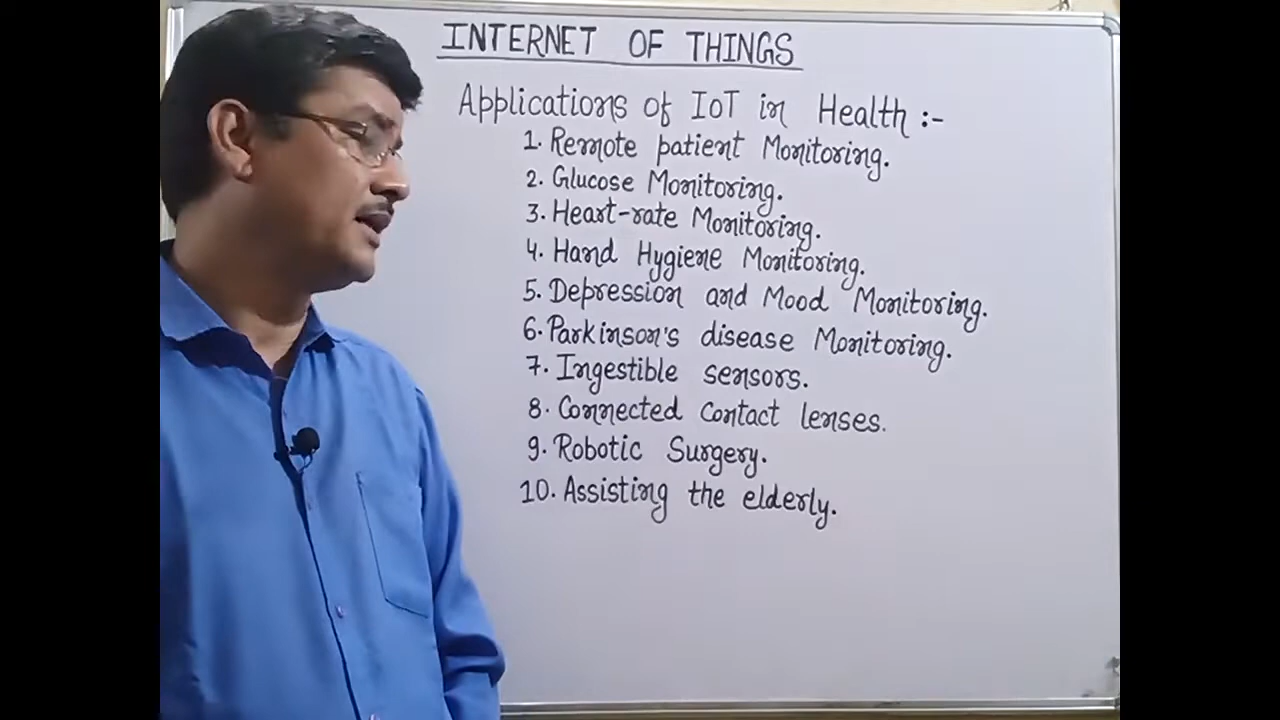 INTERNET OF THINGS
Applications of IoT in Health :-
1. Remote patient Monitoring.
2. Glucose Monitoring.
3. Heart-rate Monitoring.
4. Hand Hygiene Monitoring.
5. Depression and Mood Monitoring.
6. Parkinson's disease Monitoring.
7. Ingestible sensors.
8. Connected Contact lenses.
9. Robotic Surgery.
10. Assisting the elderly.